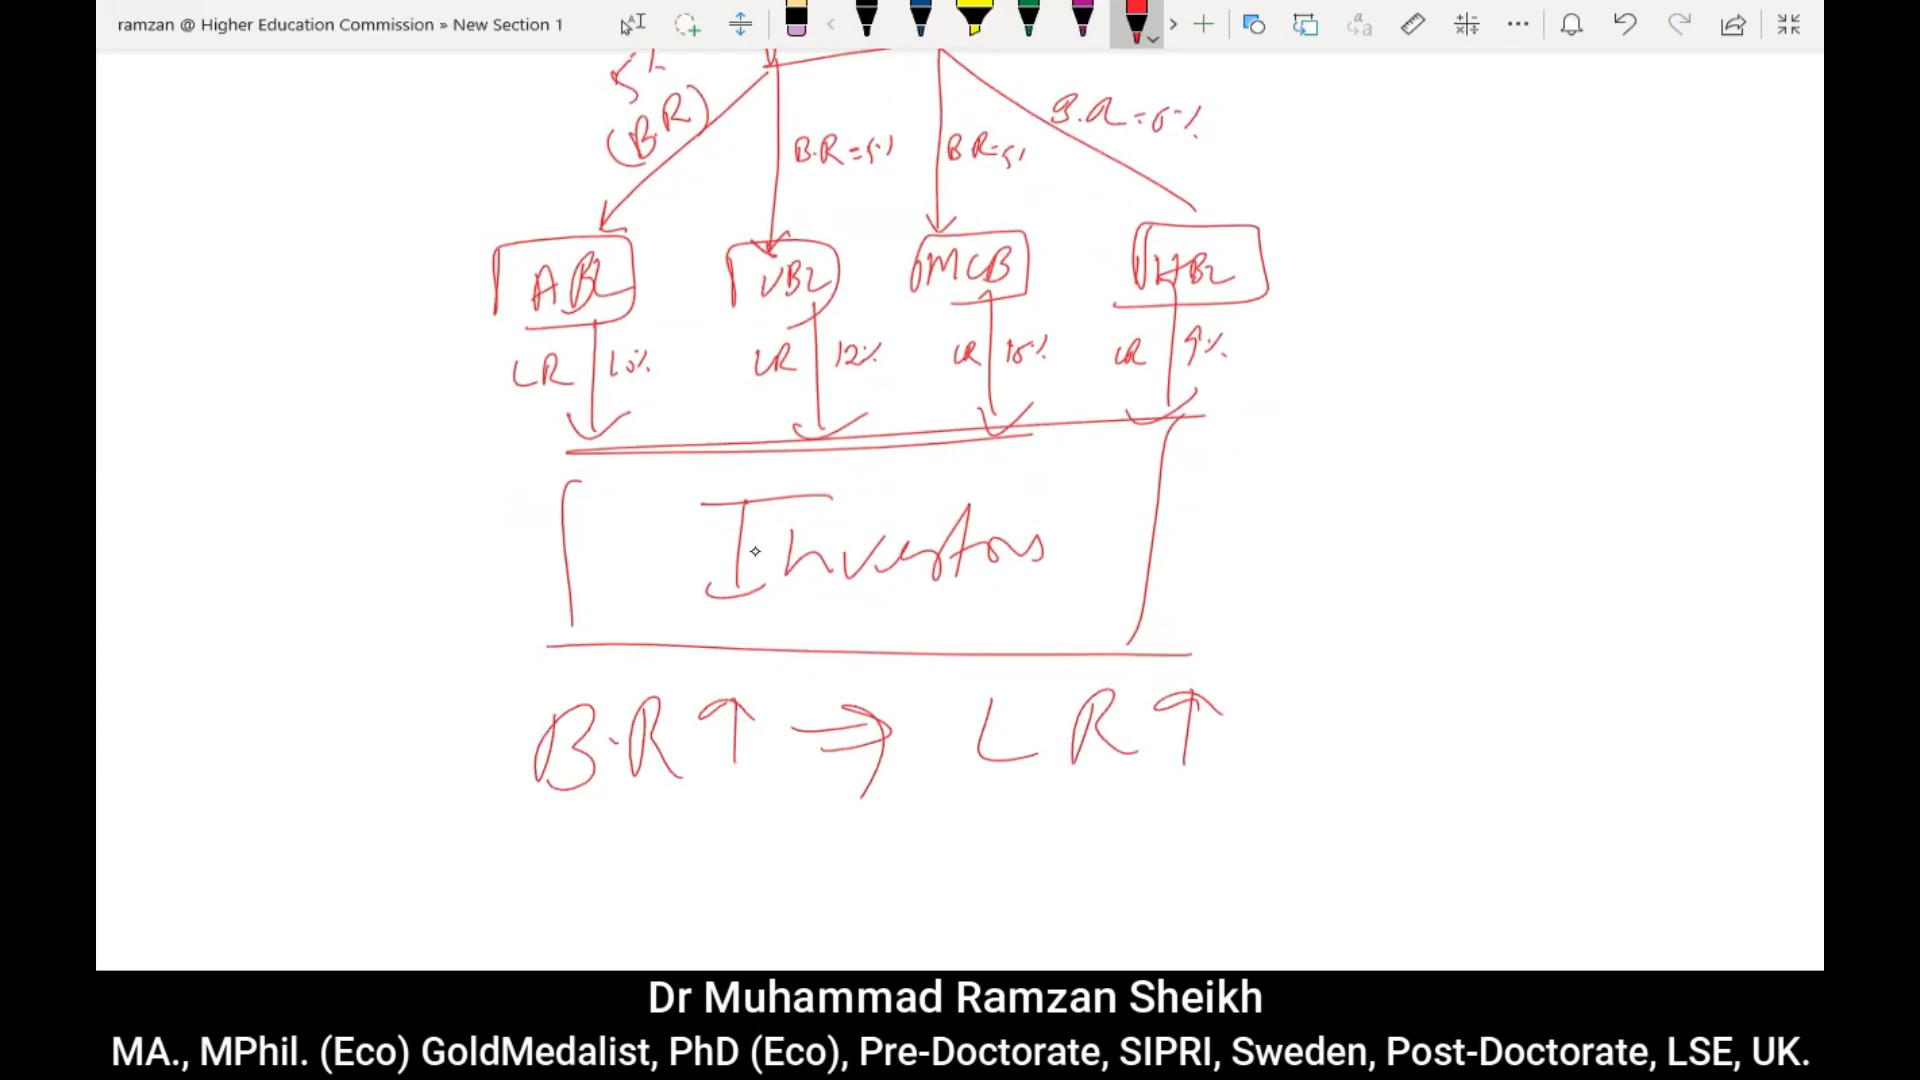 ramzan @ Higher Education Commission » New Section 1
5%
(B.R)
B.R = 5%
B R = 5%
B.R = 5%
ABL UBL MCB HBL
LR 10% LR 12% LR 15% LR 9%
Investors
B.R ↑ ⇒ L R ↑
Dr Muhammad Ramzan Sheikh
MA., MPhil. (Eco) GoldMedalist, PhD (Eco), Pre-Doctorate, SIPRI, Sweden, Post-Doctorate, LSE, UK.